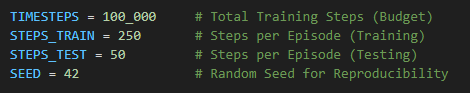 TIMESTEPS = 100_000 # Total Training Steps (Budget)
STEPS_TRAIN = 250 # Steps per Episode (Training)
STEPS_TEST = 50 # Steps per Episode (Testing)
SEED = 42 # Random Seed for Reproducibility